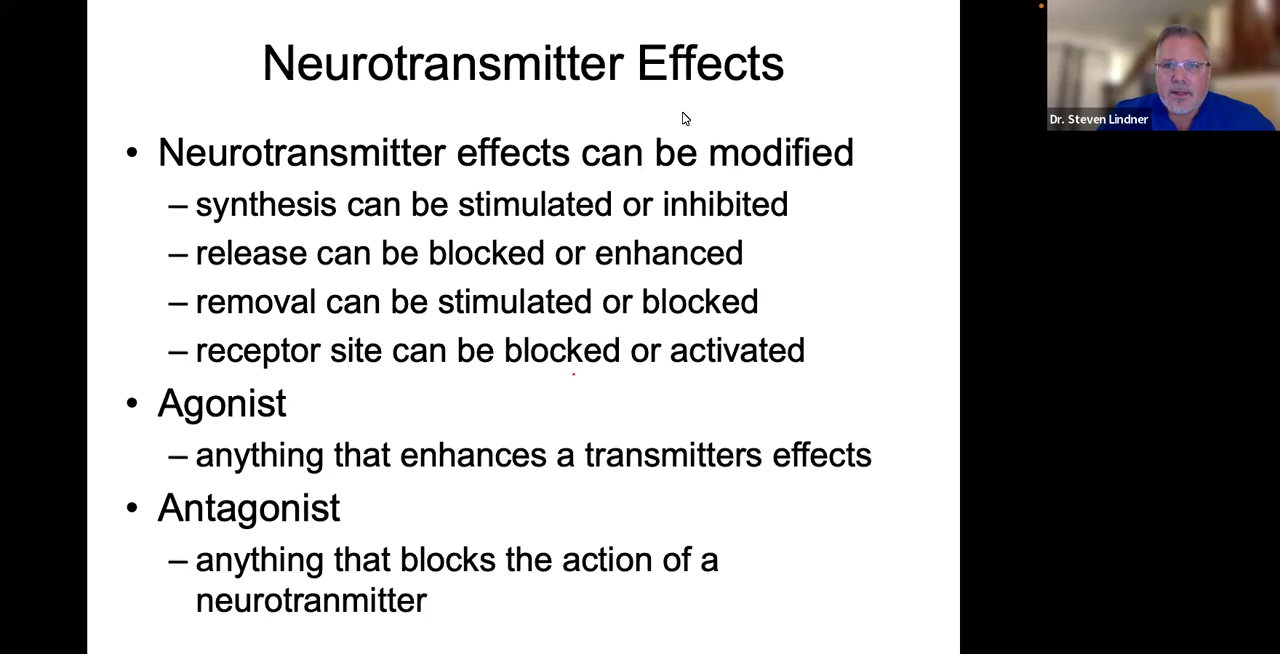 Neurotransmitter Effects
• Neurotransmitter effects can be modified
– synthesis can be stimulated or inhibited
– release can be blocked or enhanced
– removal can be stimulated or blocked
– receptor site can be blocked or activated
• Agonist
– anything that enhances a transmitters effects
• Antagonist
– anything that blocks the action of a
neurotranmitter
Dr. Steven Lindner